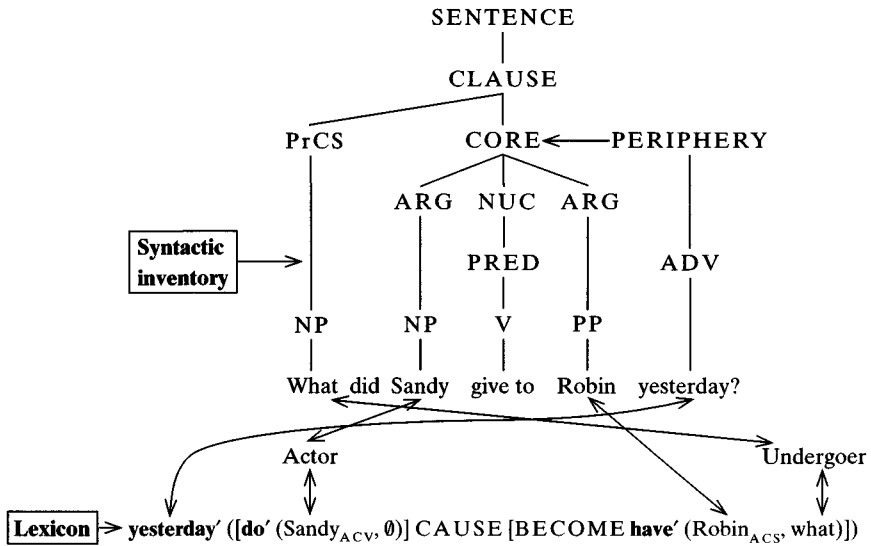 SENTENCE
CLAUSE
PrCS CORE PERIPHERY
ARG NUC ARG
Syntactic
inventory
PRED ADV
NP NP V PP
What did Sandy give to Robin yesterday?
Actor Undergoer
Lexicon yesterday′ ([do′ (Sandy_ACV, ∅)] CAUSE [BECOME have′ (Robin_ACS, what)])